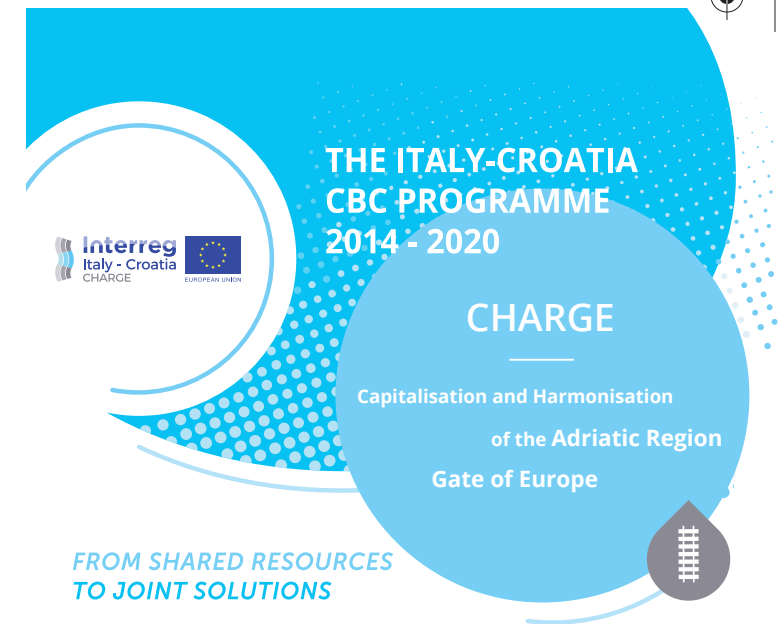 THE ITALY-CROATIA
CBC PROGRAMME
2014 - 2020
Interreg
Italy - Croatia
CHARGE
EUROPEAN UNION
CHARGE
Capitalisation and Harmonisation
of the Adriatic Region
Gate of Europe
FROM SHARED RESOURCES
TO JOINT SOLUTIONS